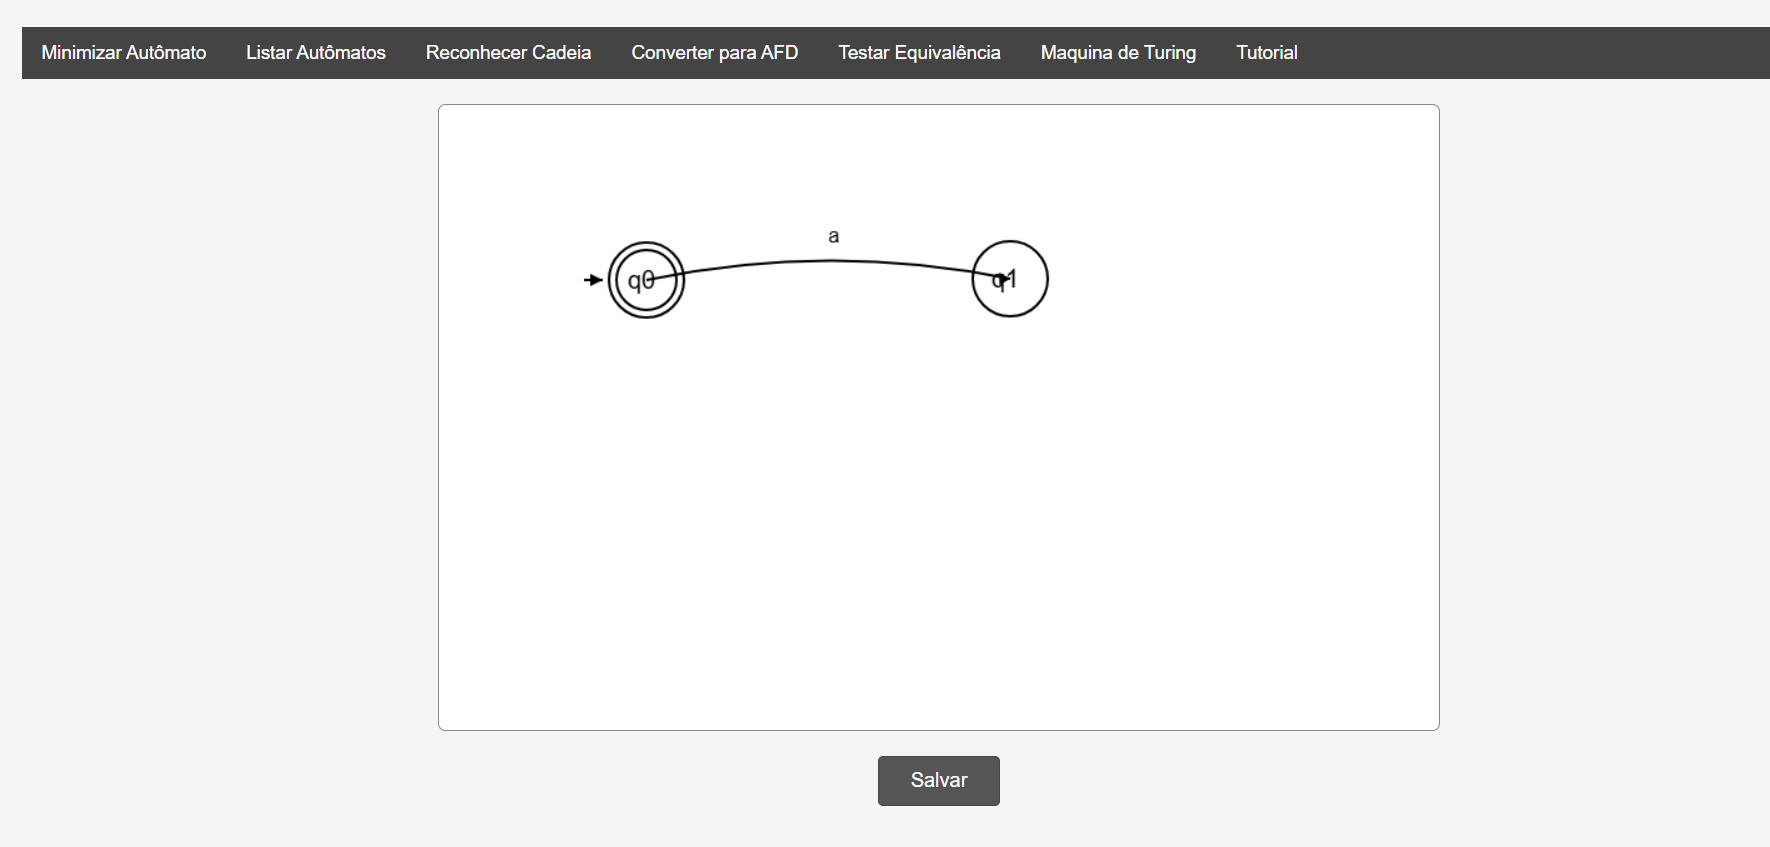 Minimizar Autômato Listar Autômatos Reconhecer Cadeia Converter para AFD Testar Equivalência Maquina de Turing Tutorial
a
q0 q1
Salvar